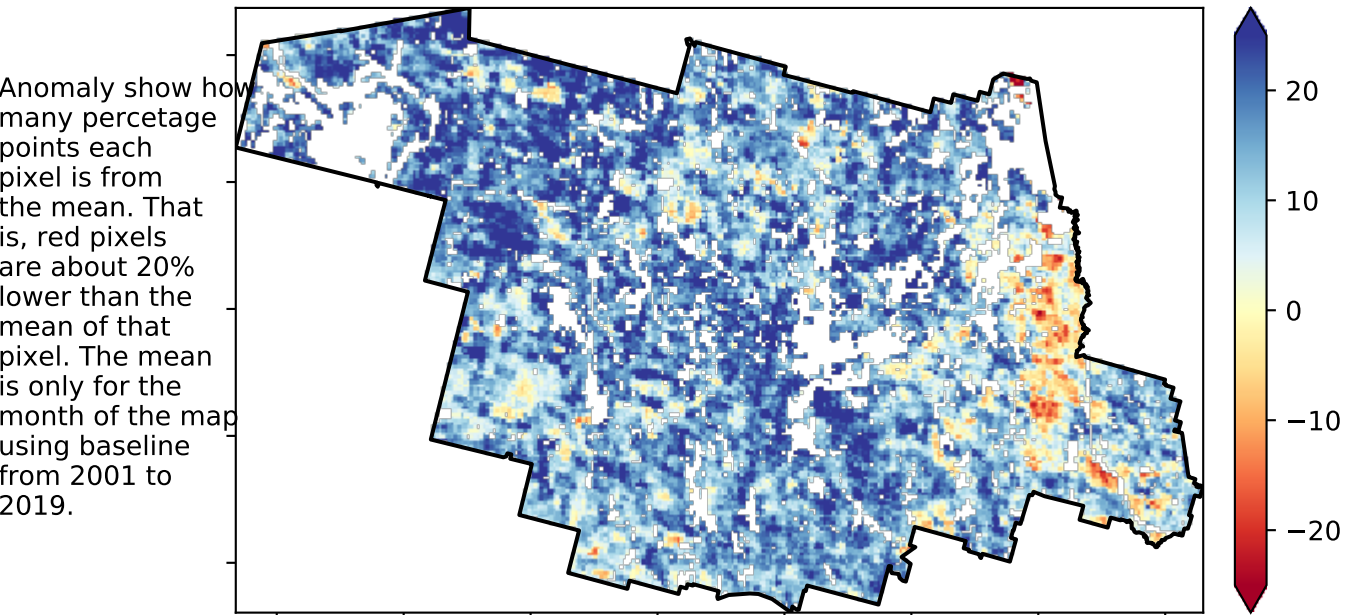 Anomaly show how
many percetage
points each
pixel is from
the mean. That
is, red pixels
are about 20%
lower than the
mean of that
pixel. The mean
is only for the
month of the map
using baseline
from 2001 to
2019.
20
10
0
−10
−20